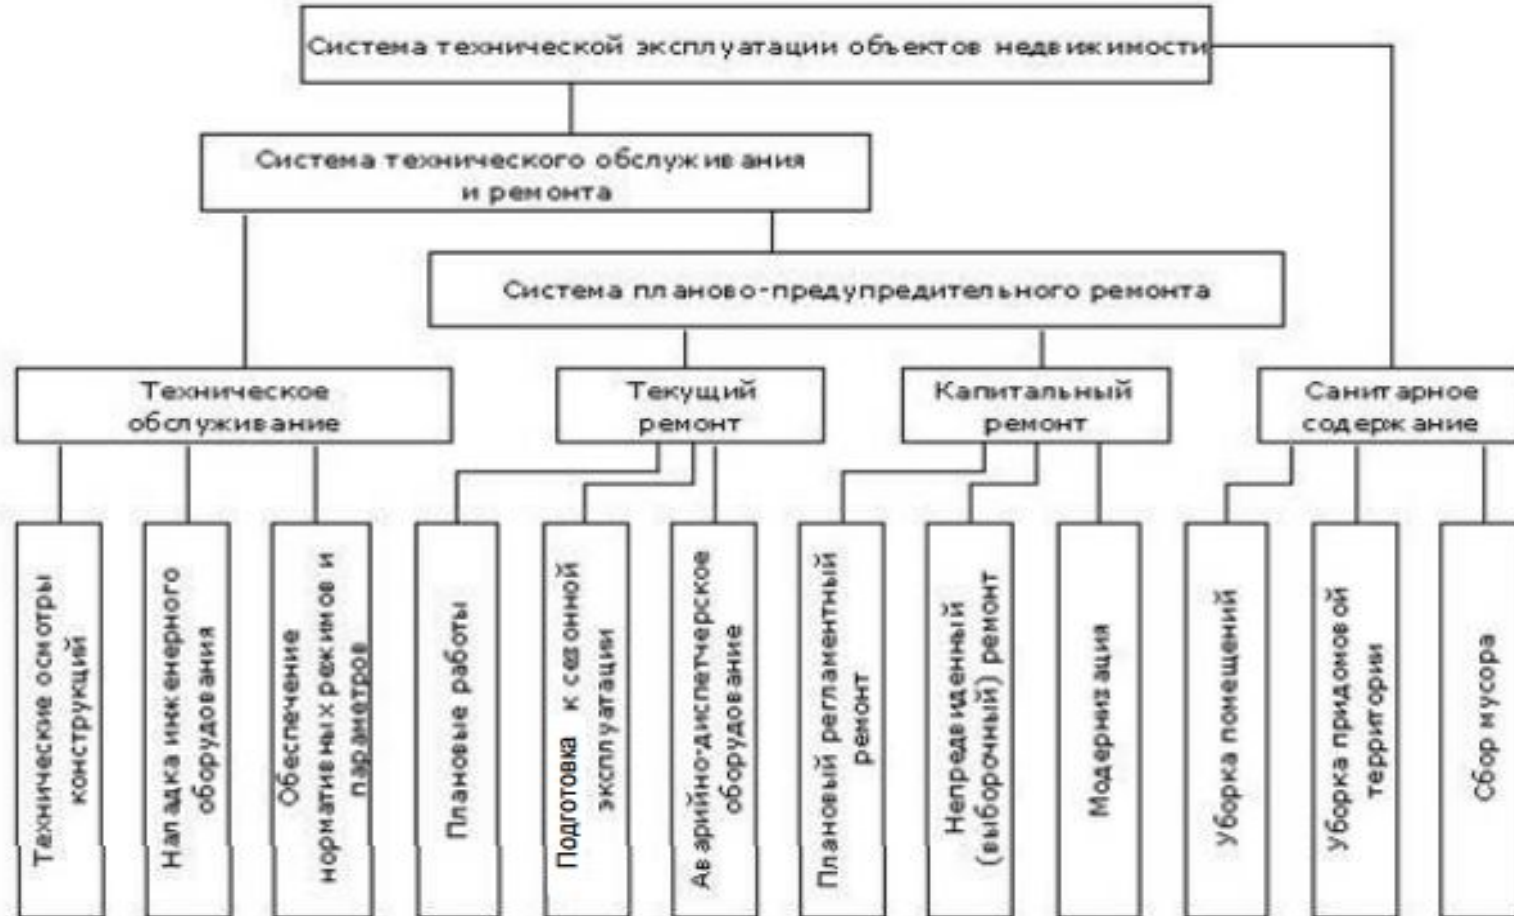 Система технической эксплуатации объектов недвижимости
Система технического обслуживания
и ремонта
Система планово-предупредительного ремонта
Техническое
обслуживание
Текущий
ремонт
Капитальный
ремонт
Санитарное
содержание
Технические осмотры
конструкций
Наладка инженерного
оборудования
Обеспечение
нормативных режимов и
параметров
Плановые работы
Подготовка к сезонной
эксплуатации
Аварийно-диспетчерское
оборудование
Плановый регламентный
ремонт
Непредвиденный
(выборочный) ремонт
Модернизация
Уборка помещений
Уборка придомовой
территории
Сбор мусора